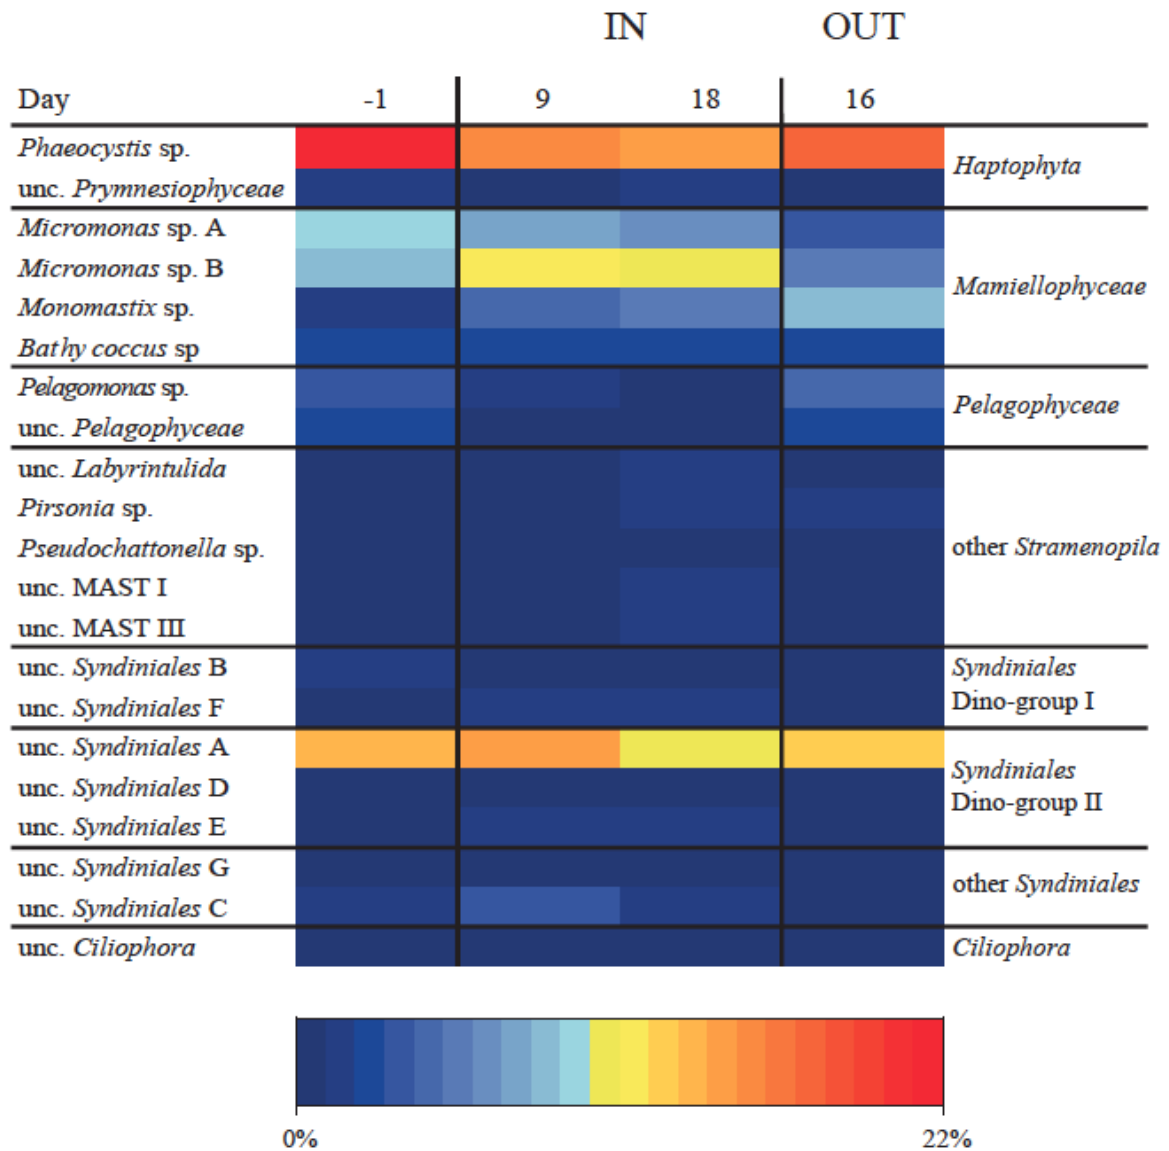 IN OUT
Day -1 9 18 16
Phaeocystis sp.
Haptophyta
unc. Prymnesiophyceae
Micromonas sp. A
Micromonas sp. B
Mamiellophyceae
Monomastix sp.
Bathy coccus sp
Pelagomonas sp.
Pelagophyceae
unc. Pelagophyceae
unc. Labyrintulida
Pirsonia sp.
Pseudochattonella sp.
other Stramenopila
unc. MAST I
unc. MAST III
unc. Syndiniales B
Syndiniales
Dino-group I
unc. Syndiniales F
unc. Syndiniales A
Syndiniales
unc. Syndiniales D
Dino-group II
unc. Syndiniales E
unc. Syndiniales G
other Syndiniales
unc. Syndiniales C
unc. Ciliophora
Ciliophora
0% 22%